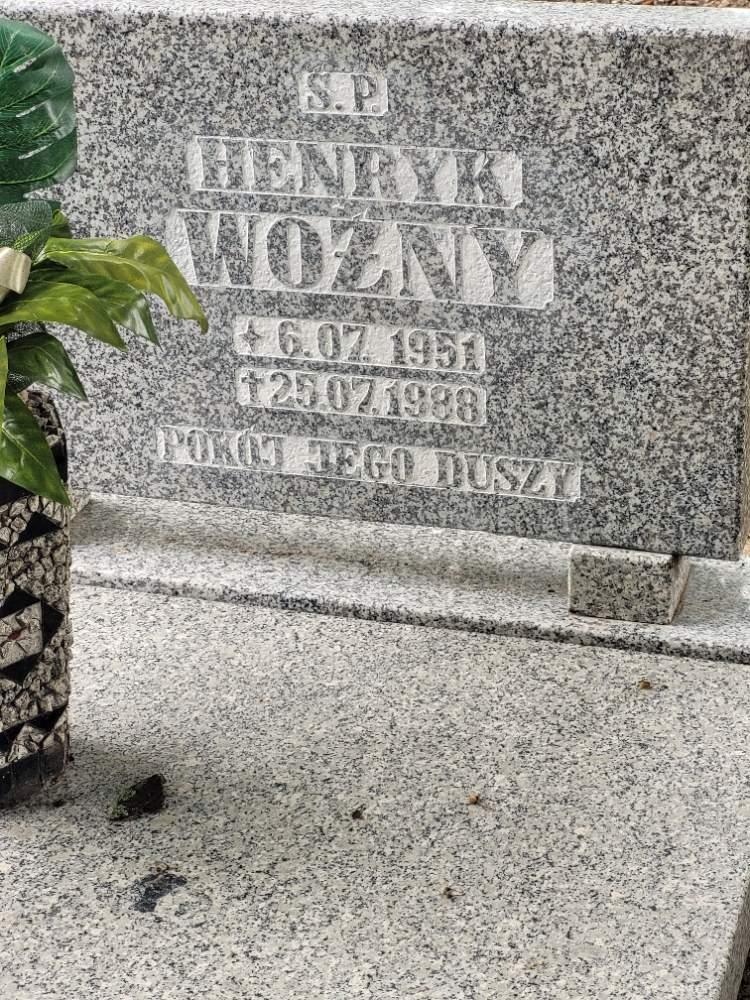 Ś.P.
HENRYK
WOŹNY
* 6.07.1951
† 25.07.1988
POKÓJ JEGO DUSZY